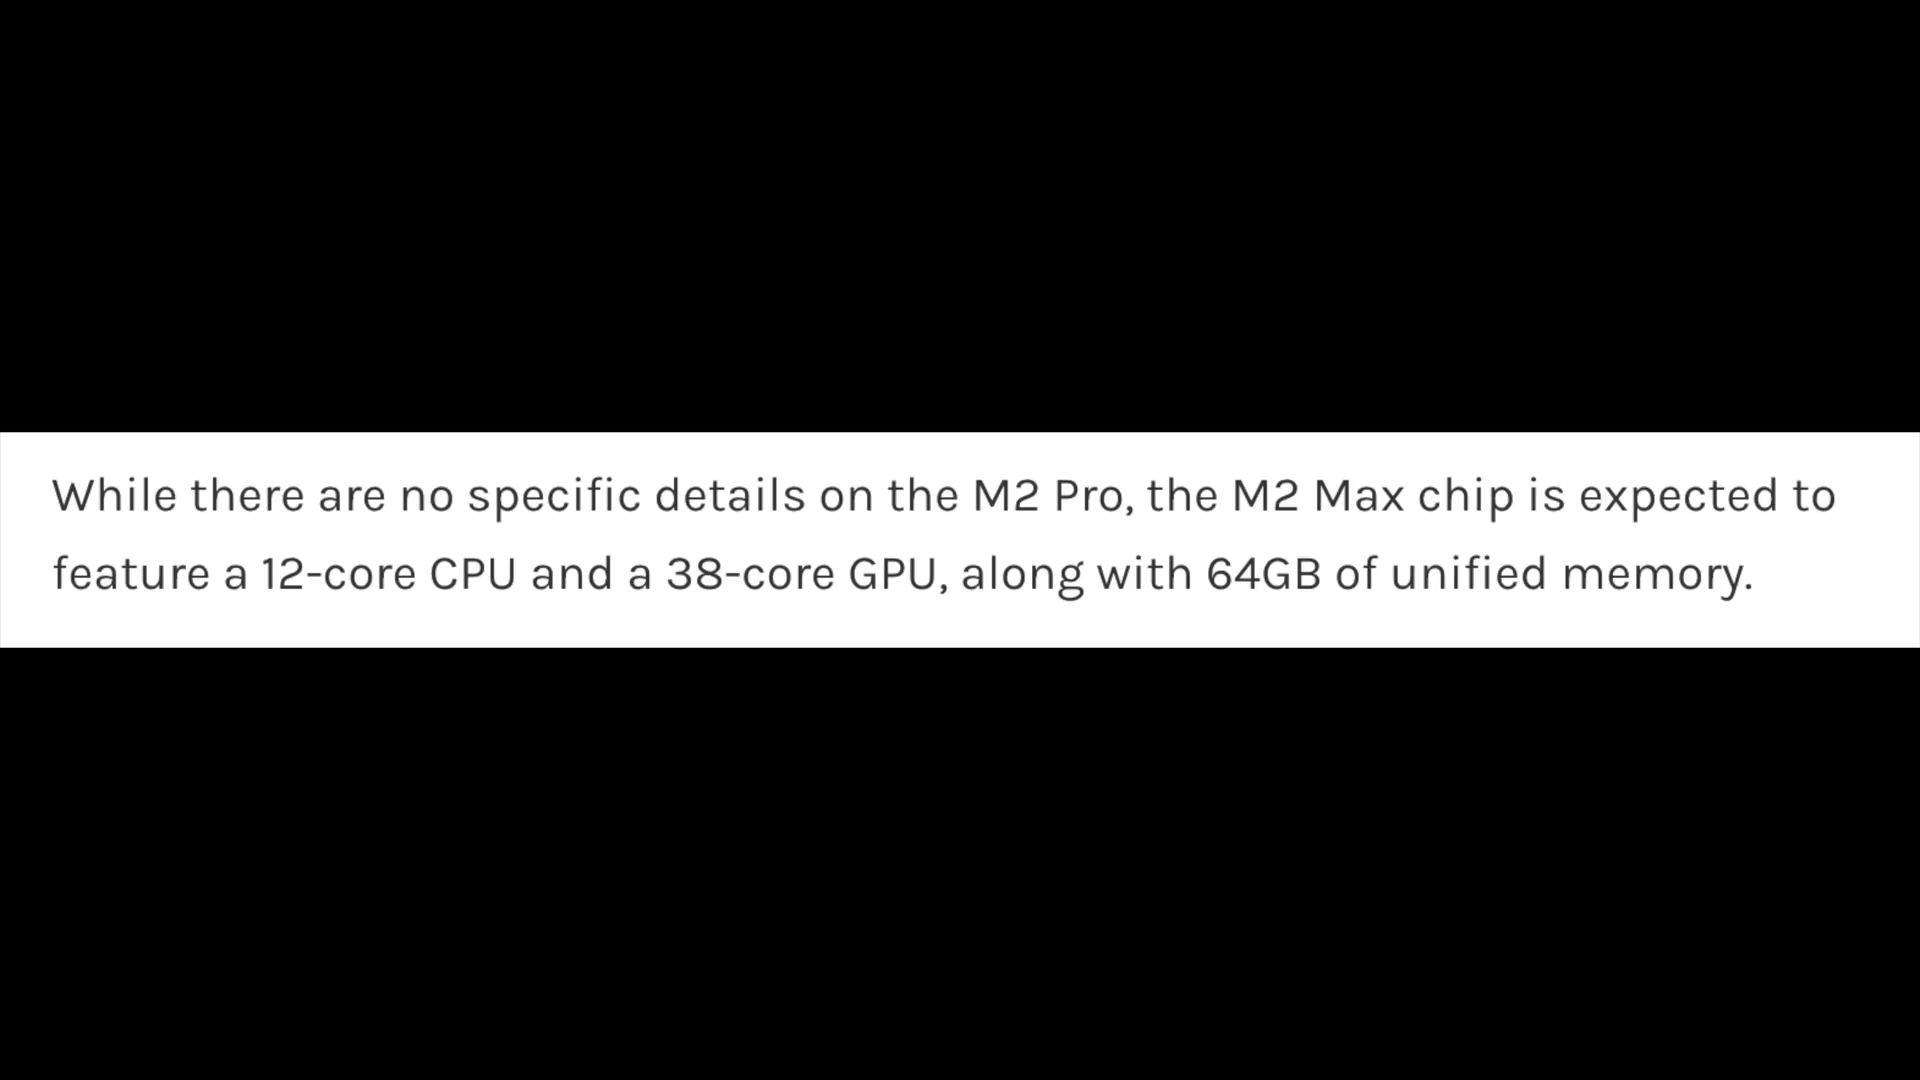 While there are no specific details on the M2 Pro, the M2 Max chip is expected to
feature a 12-core CPU and a 38-core GPU, along with 64GB of unified memory.